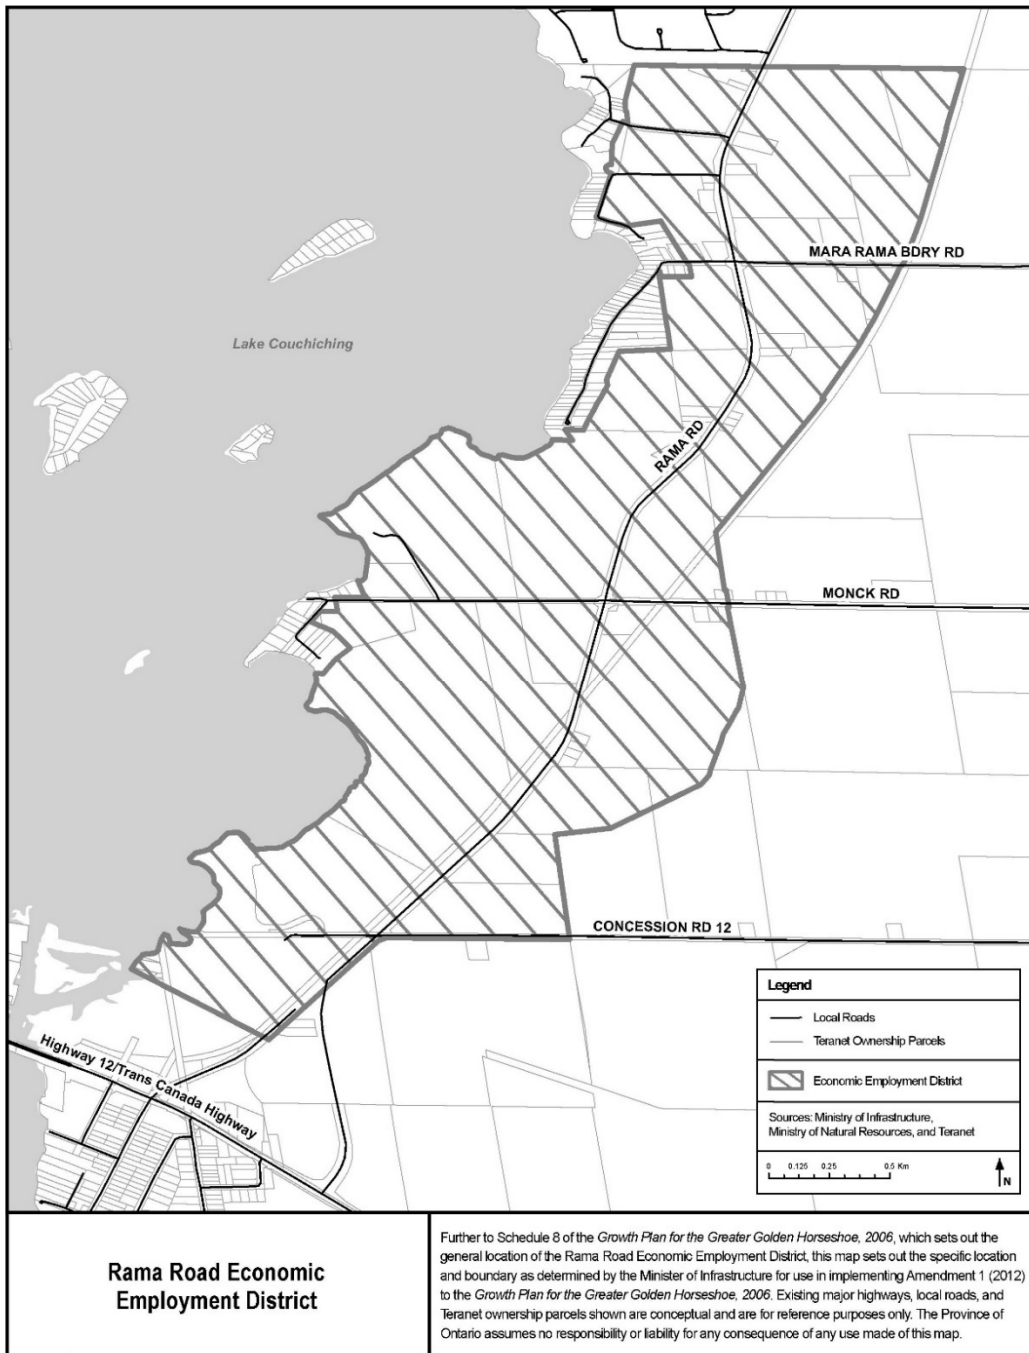 MARA RAMA BDRY RD
Lake Couchiching
RAMA RD
MONCK RD
CONCESSION RD 12
Highway 12/Trans Canada Highway
Legend
Local Roads
Teranet Ownership Parcels
Economic Employment District
Sources: Ministry of Infrastructure,
Ministry of Natural Resources, and Teranet
0 0.125 0.25 0.5 Km
N
Rama Road Economic
Employment District
Further to Schedule 8 of the Growth Plan for the Greater Golden Horseshoe, 2006, which sets out the
general location of the Rama Road Economic Employment District, this map sets out the specific location
and boundary as determined by the Minister of Infrastructure for use in implementing Amendment 1 (2012)
to the Growth Plan for the Greater Golden Horseshoe, 2006. Existing major highways, local roads, and
Teranet ownership parcels shown are conceptual and are for reference purposes only. The Province of
Ontario assumes no responsibility or liability for any consequence of any use made of this map.